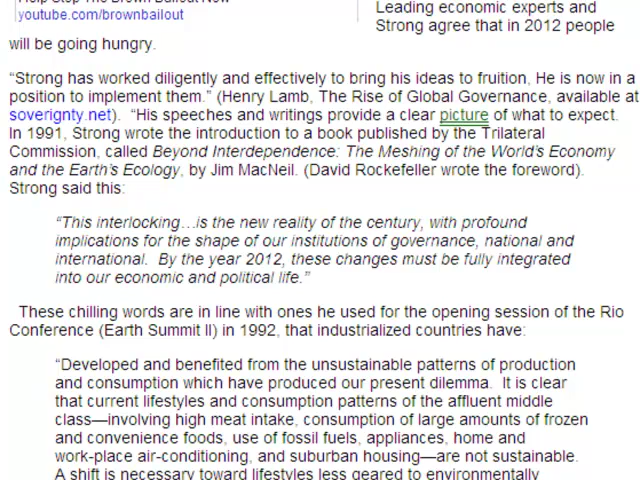 Help Stop The Brown Bailout Now
youtube.com/brownbailout
Leading economic experts and
Strong agree that in 2012 people
will be going hungry.
“Strong has worked diligently and effectively to bring his ideas to fruition, He is now in a
position to implement them.” (Henry Lamb, The Rise of Global Governance, available at
soverignty.net).  “His speeches and writings provide a clear picture of what to expect.
In 1991, Strong wrote the introduction to a book published by the Trilateral
Commission, called Beyond Interdependence: The Meshing of the World’s Economy
and the Earth’s Ecology, by Jim MacNeil. (David Rockefeller wrote the foreword).
Strong said this:
“This interlocking…is the new reality of the century, with profound
implications for the shape of our institutions of governance, national and
international.  By the year 2012, these changes must be fully integrated
into our economic and political life.”
These chilling words are in line with ones he used for the opening session of the Rio
Conference (Earth Summit II) in 1992, that industrialized countries have:
“Developed and benefited from the unsustainable patterns of production
and consumption which have produced our present dilemma.  It is clear
that current lifestyles and consumption patterns of the affluent middle
class—involving high meat intake, consumption of large amounts of frozen
and convenience foods, use of fossil fuels, appliances, home and
work-place air-conditioning, and suburban housing—are not sustainable.
A shift is necessary toward lifestyles less geared to environmentally